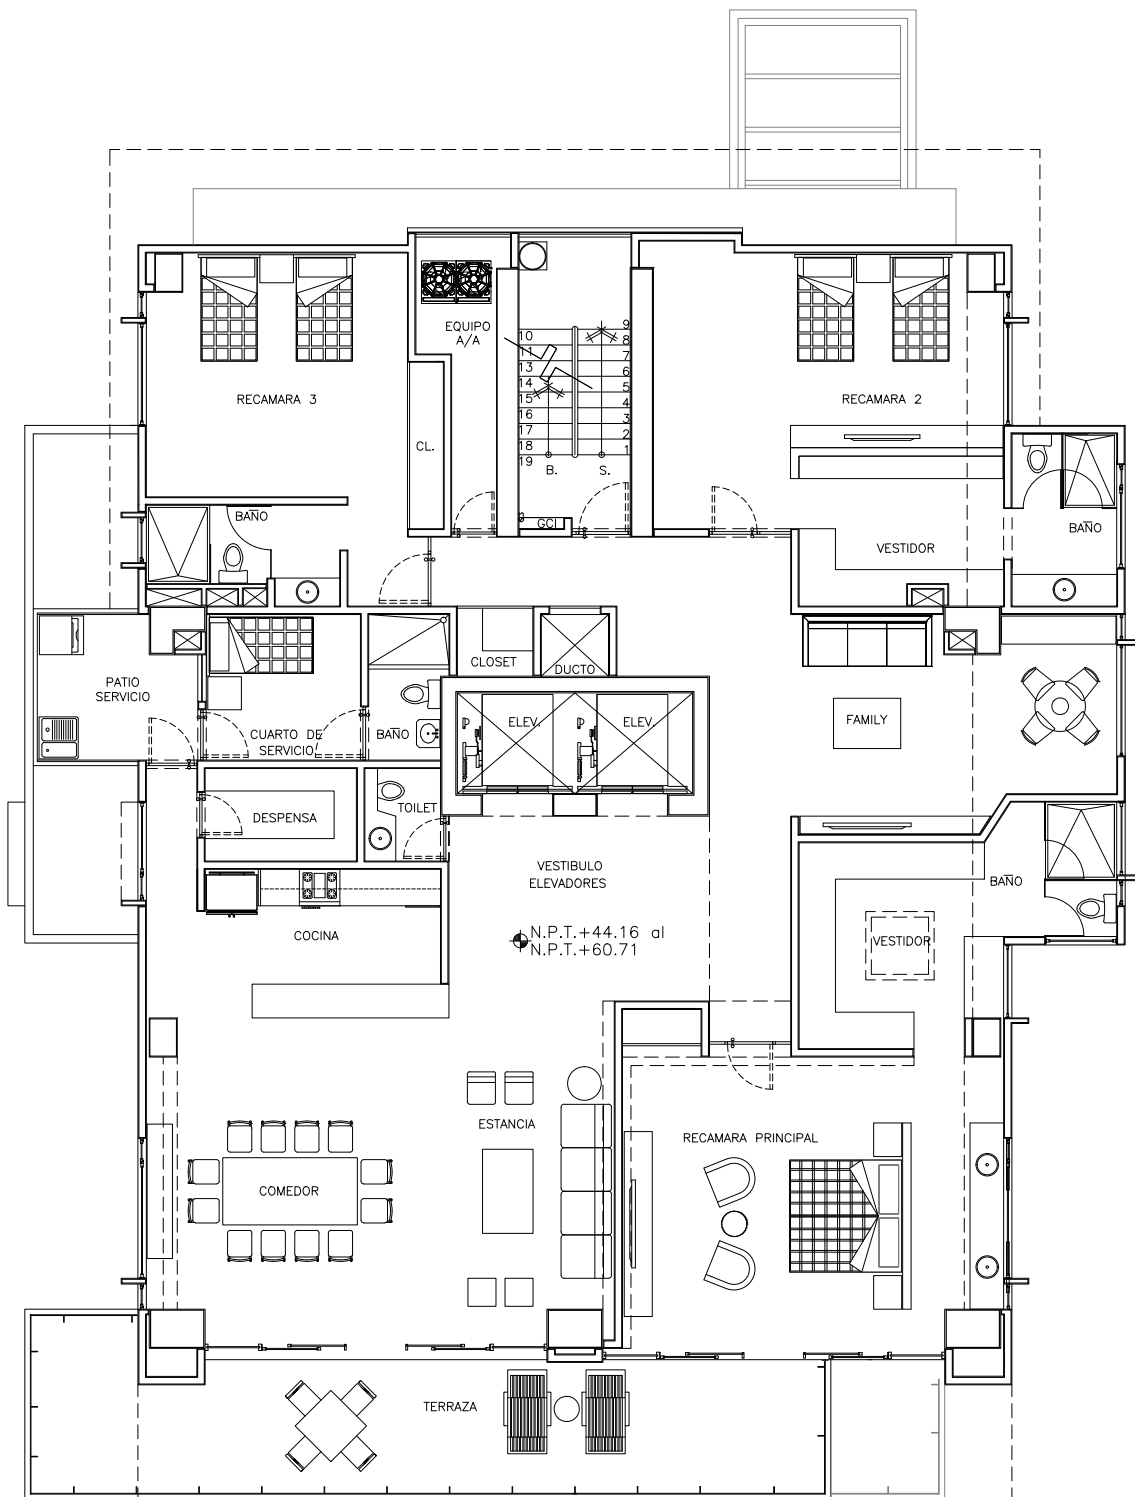 EQUIPO
A/A
RECAMARA 3
CL.
10
11
13
14
15
16
17
18
19
9
8
7
6
5
4
3
2
1
B.
S.
GCI
RECAMARA 2
BAÑO
VESTIDOR
BAÑO
PATIO
SERVICIO
CUARTO DE
SERVICIO
BAÑO
CLOSET
DUCTO
ELEV.
ELEV.
FAMILY
DESPENSA
TOILET
VESTIBULO
ELEVADORES
BAÑO
COCINA
N.P.T.+44.16 al
N.P.T.+60.71
VESTIDOR
ESTANCIA
RECAMARA PRINCIPAL
COMEDOR
TERRAZA